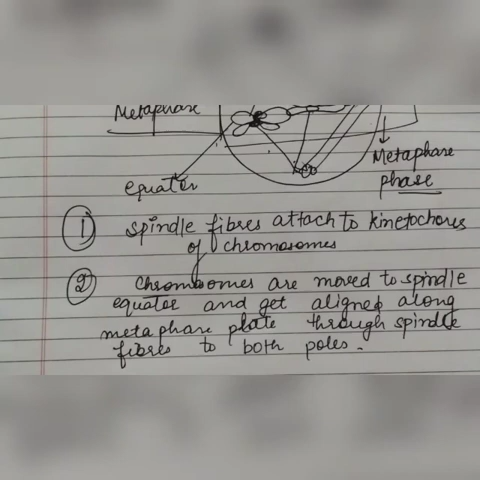 Metaphase
Metaphase
phase
equator
1 spindle fibres attach to kinetochores
of chromosomes
2 Chromosomes are moved to spindle
equator and get aligned along
metaphase plate through spindle
fibres to both poles.